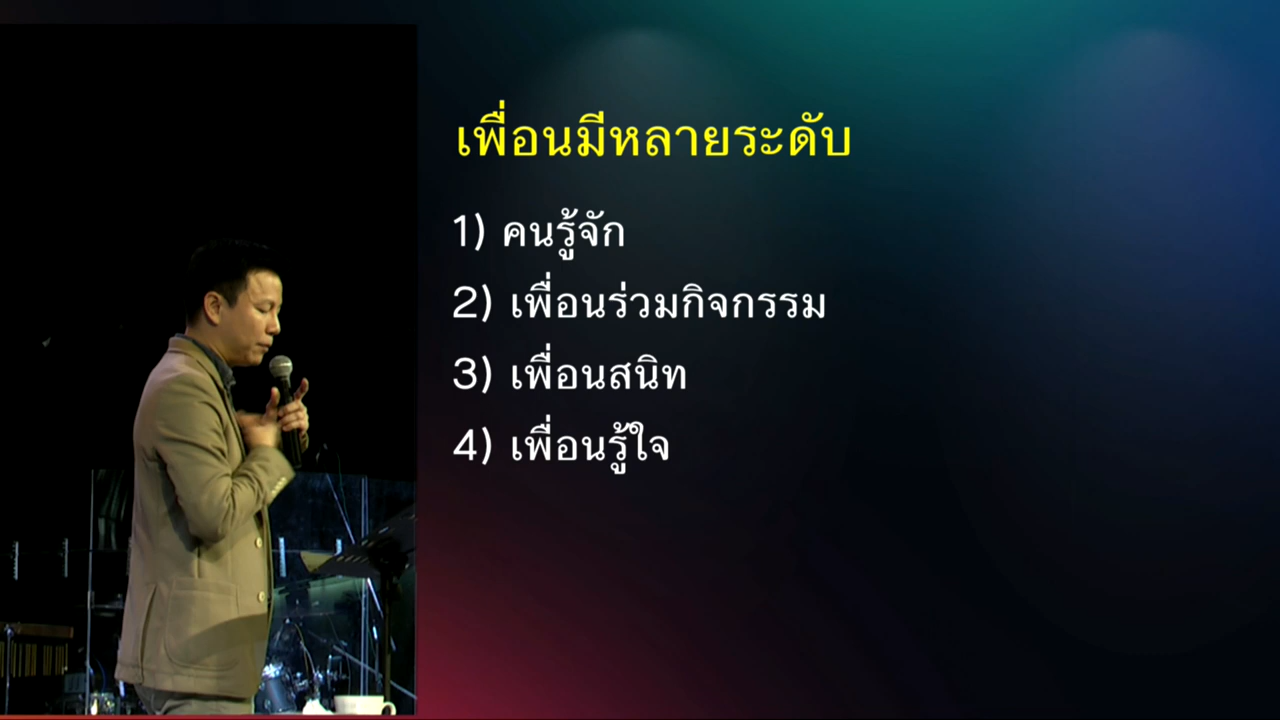 เพื่อนมีหลายระดับ
1) คนรู้จัก
2) เพื่อนร่วมกิจกรรม
3) เพื่อนสนิท
4) เพื่อนรู้ใจ